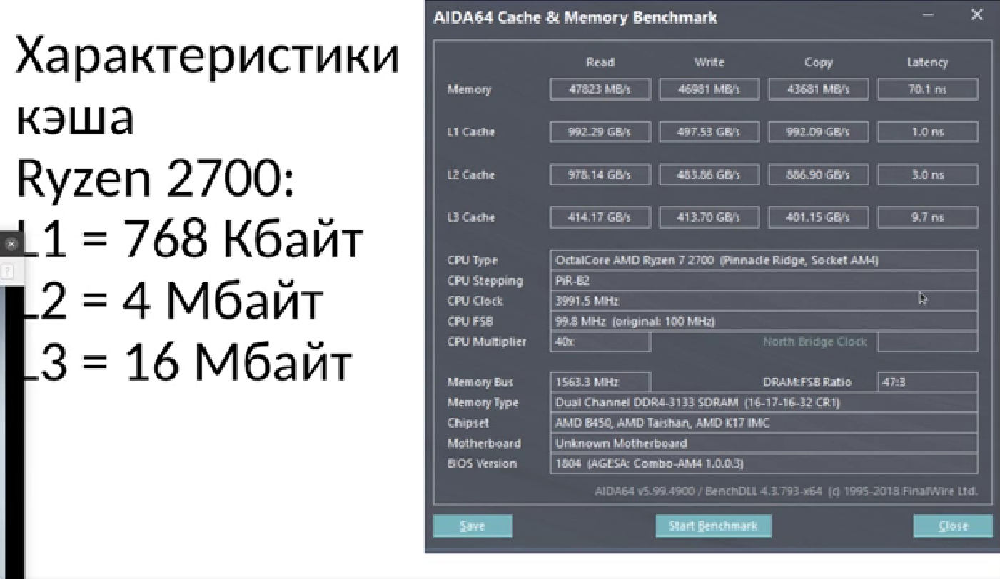 Характеристики
кэша
Ryzen 2700:
L1 = 768 Кбайт
L2 = 4 Мбайт
L3 = 16 Мбайт
?
AIDA64 Cache & Memory Benchmark
Read Write Copy Latency
Memory 47823 MB/s 46981 MB/s 43681 MB/s 70.1 ns
L1 Cache 992.29 GB/s 497.53 GB/s 992.09 GB/s 1.0 ns
L2 Cache 978.14 GB/s 483.86 GB/s 886.90 GB/s 3.0 ns
L3 Cache 414.17 GB/s 413.70 GB/s 401.15 GB/s 9.7 ns
CPU Type OctalCore AMD Ryzen 7 2700 (Pinnacle Ridge, Socket AM4)
CPU Stepping PiR-B2
CPU Clock 3991.5 MHz
CPU FSB 99.8 MHz (original: 100 MHz)
CPU Multiplier 40x North Bridge Clock
Memory Bus 1563.3 MHz DRAM:FSB Ratio 47:3
Memory Type Dual Channel DDR4-3133 SDRAM (16-17-16-32 CR1)
Chipset AMD B450, AMD Taishan, AMD K17 IMC
Motherboard Unknown Motherboard
BIOS Version 1804 (AGESA: Combo-AM4 1.0.0.3)
AIDA64 v5.99.4900 / BenchDLL 4.3.793-x64 (c) 1995-2018 FinalWire Ltd.
Save Start Benchmark Close